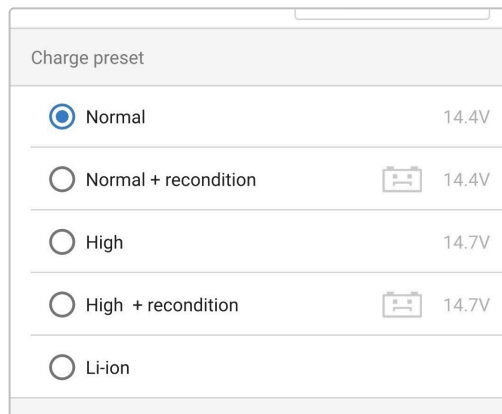 Charge preset
Normal 14.4V
Normal + recondition 14.4V
High 14.7V
High + recondition 14.7V
Li-ion